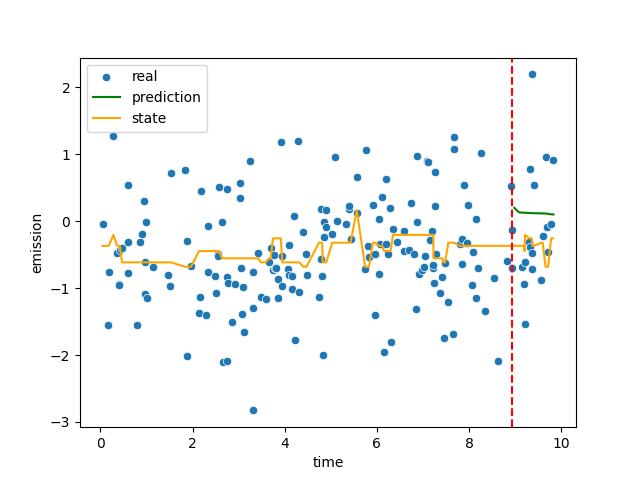 real
prediction
state
2
1
0
−1
−2
−3
emission
0 2 4 6 8 10
time